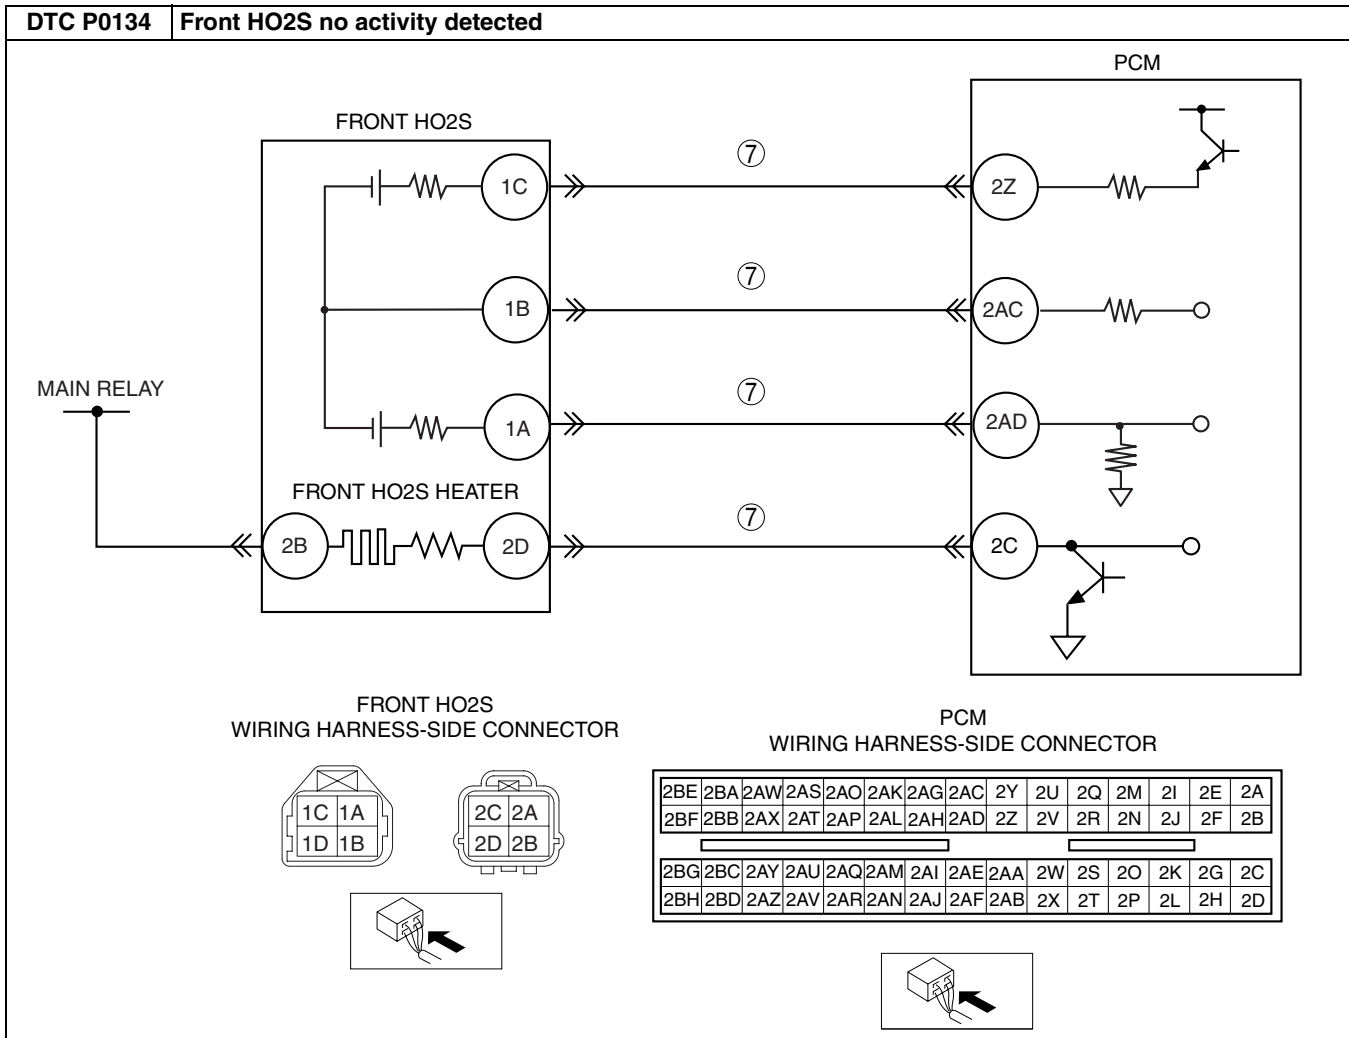 DTC P0134 Front HO2S no activity detected
PCM
FRONT HO2S
⑦
1C 2Z
⑦
1B 2AC
MAIN RELAY
⑦
1A 2AD
FRONT HO2S HEATER
⑦
2B 2D 2C
FRONT HO2S
WIRING HARNESS-SIDE CONNECTOR
1C 1A
1D 1B
2C 2A
2D 2B
PCM
WIRING HARNESS-SIDE CONNECTOR
2BE 2BA 2AW 2AS 2AO 2AK 2AG 2AC 2Y 2U 2Q 2M 2I 2E 2A
2BF 2BB 2AX 2AT 2AP 2AL 2AH 2AD 2Z 2V 2R 2N 2J 2F 2B
2BG 2BC 2AY 2AU 2AQ 2AM 2AI 2AE 2AA 2W 2S 2O 2K 2G 2C
2BH 2BD 2AZ 2AV 2AR 2AN 2AJ 2AF 2AB 2X 2T 2P 2L 2H 2D